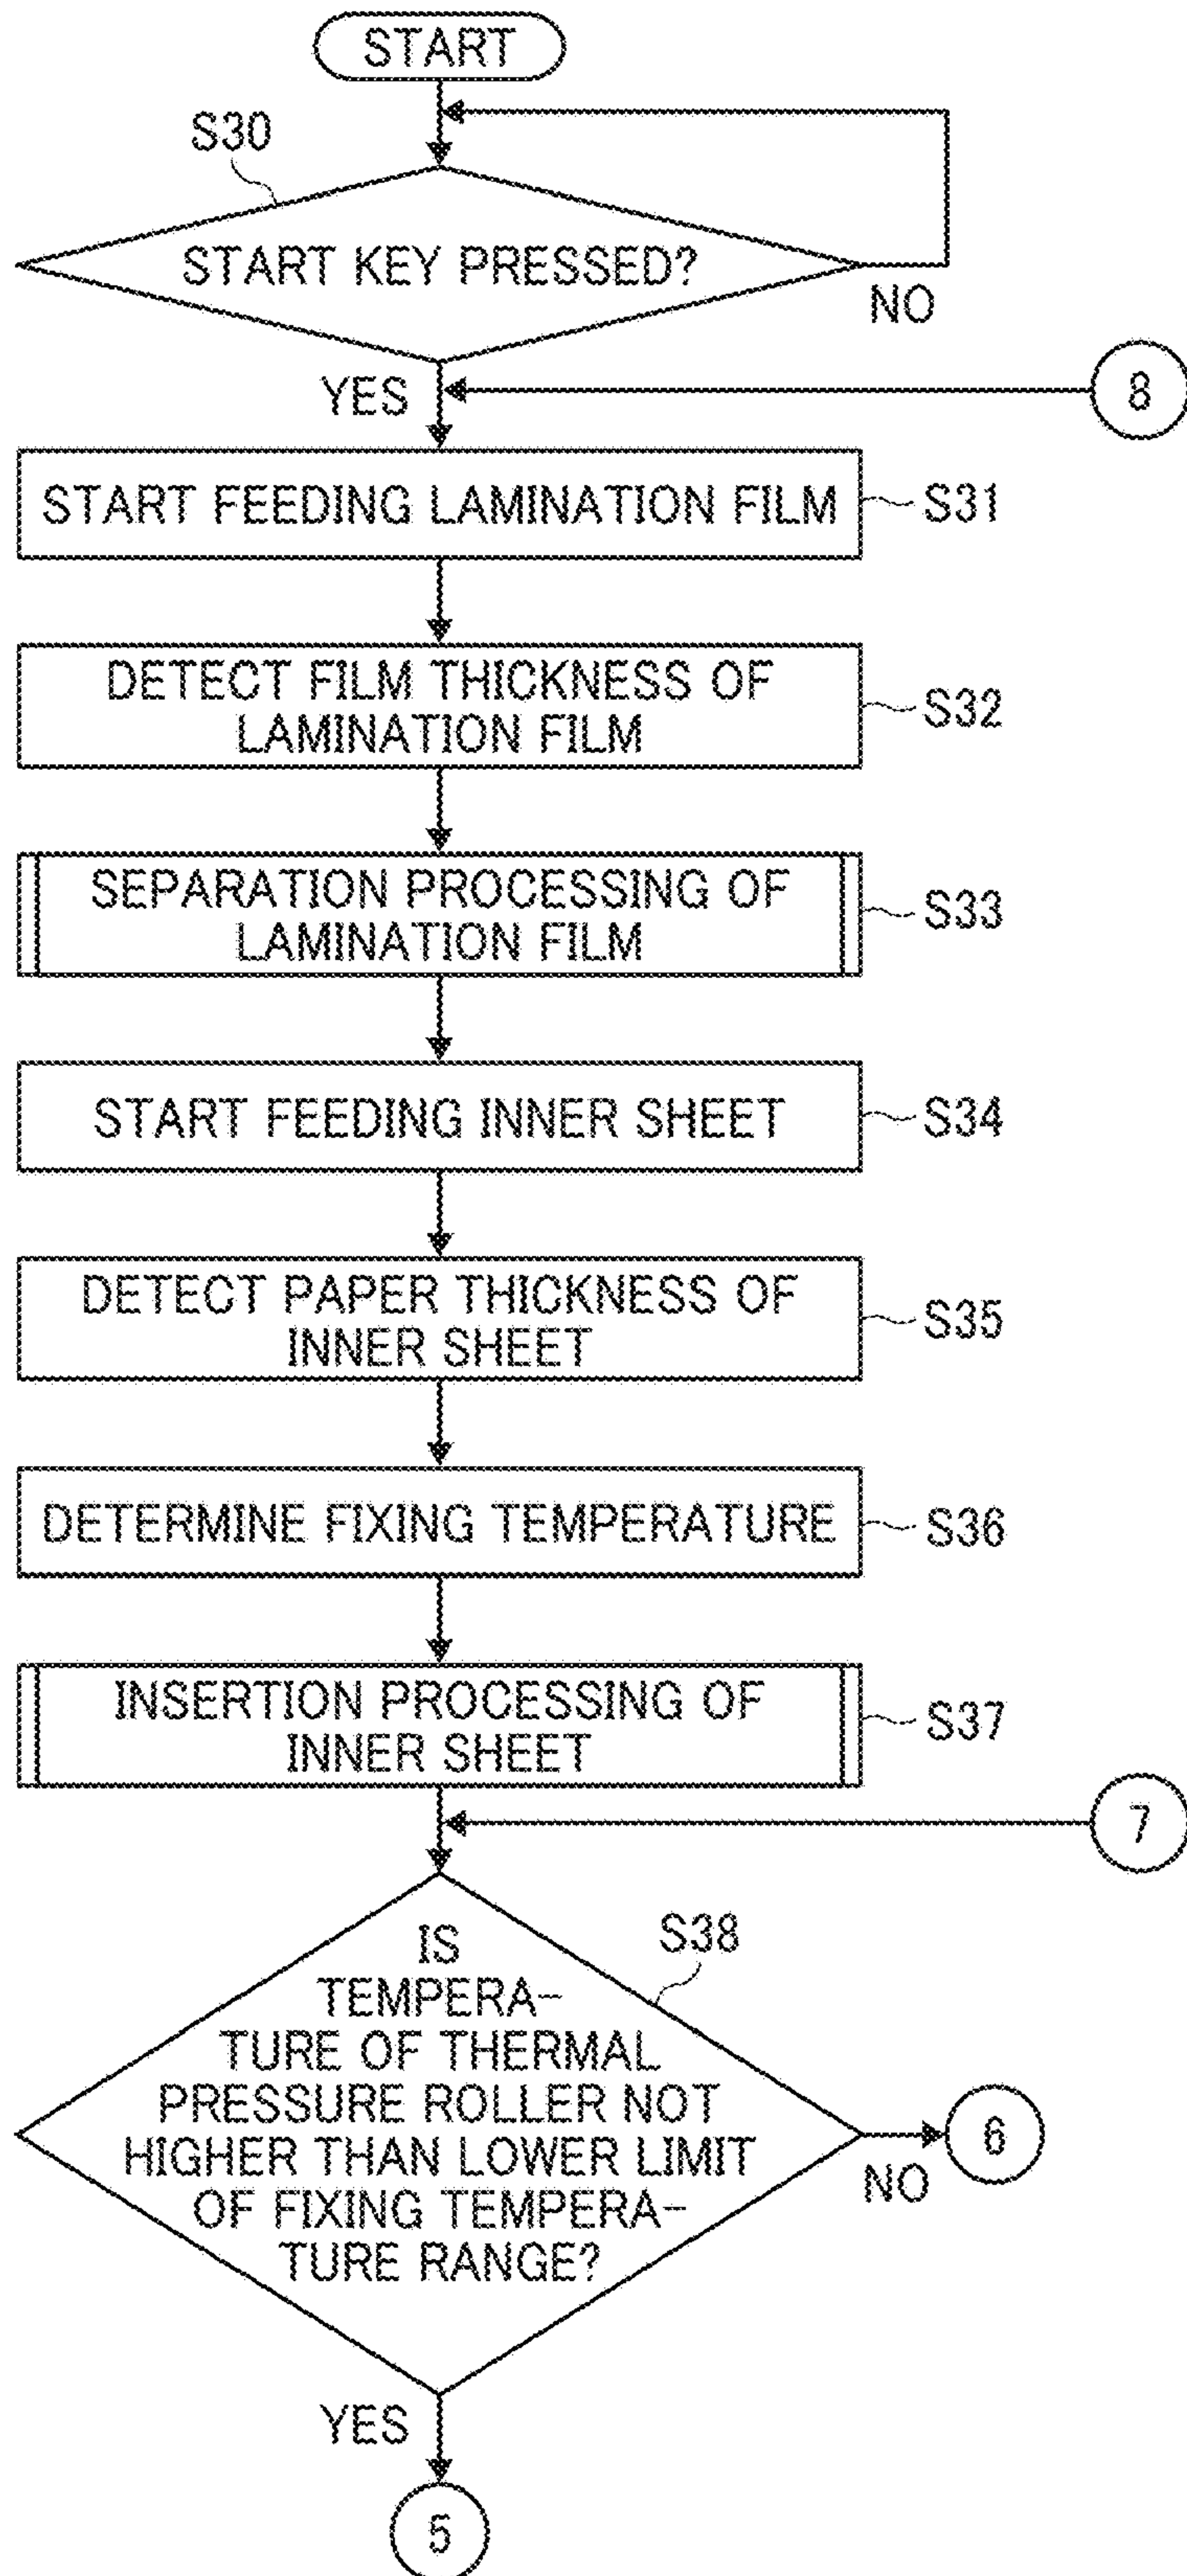 START
S30
START KEY PRESSED?
NO
YES
8
START FEEDING LAMINATION FILM
S31
DETECT FILM THICKNESS OF
LAMINATION FILM
S32
SEPARATION PROCESSING OF
LAMINATION FILM
S33
START FEEDING INNER SHEET
S34
DETECT PAPER THICKNESS OF
INNER SHEET
S35
DETERMINE FIXING TEMPERATURE
S36
INSERTION PROCESSING OF
INNER SHEET
S37
7
S38
IS
TEMPERA-
TURE OF THERMAL
PRESSURE ROLLER NOT
HIGHER THAN LOWER LIMIT
OF FIXING TEMPERA-
TURE RANGE?
NO
6
YES
5